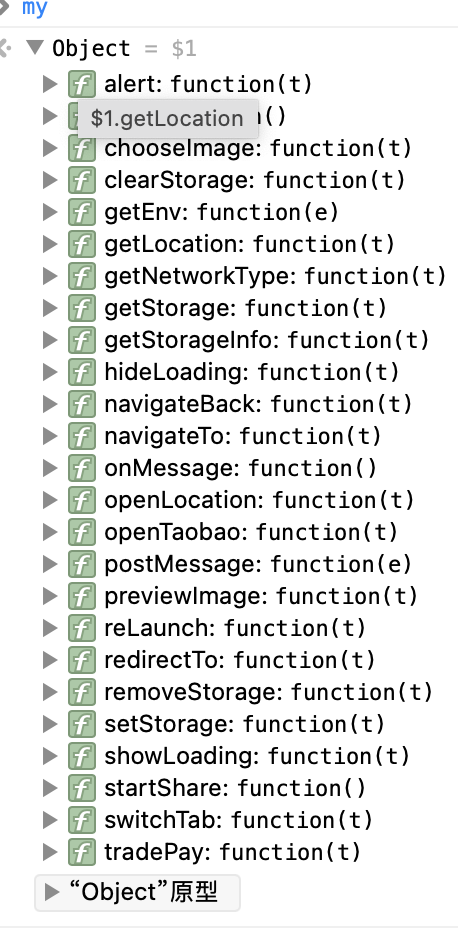 my
Object = $1
alert: function(t)
$1.getLocation
()
chooseImage: function(t)
clearStorage: function(t)
getEnv: function(e)
getLocation: function(t)
getNetworkType: function(t)
getStorage: function(t)
getStorageInfo: function(t)
hideLoading: function(t)
navigateBack: function(t)
navigateTo: function(t)
onMessage: function()
openLocation: function(t)
openTaobao: function(t)
postMessage: function(e)
previewImage: function(t)
reLaunch: function(t)
redirectTo: function(t)
removeStorage: function(t)
setStorage: function(t)
showLoading: function(t)
startShare: function()
switchTab: function(t)
tradePay: function(t)
“Object”原型